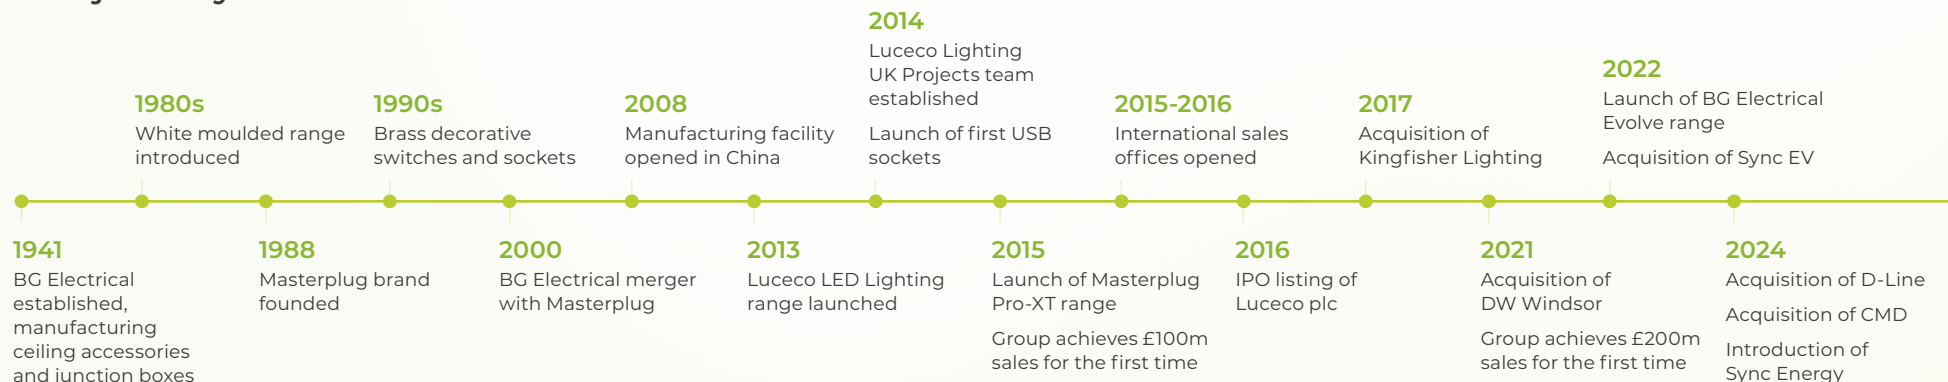 2014
Luceco Lighting
UK Projects team
established
Launch of first USB
sockets
1980s
White moulded range
introduced
1990s
Brass decorative
switches and sockets
2008
Manufacturing facility
opened in China
2015-2016
International sales
offices opened
2017
Acquisition of
Kingfisher Lighting
2022
Launch of BG Electrical
Evolve range
Acquisition of Sync EV
1941
BG Electrical
established,
manufacturing
ceiling accessories
and junction boxes
1988
Masterplug brand
founded
2000
BG Electrical merger
with Masterplug
2013
Luceco LED Lighting
range launched
2015
Launch of Masterplug
Pro-XT range
Group achieves £100m
sales for the first time
2016
IPO listing of
Luceco plc
2021
Acquisition of
DW Windsor
Group achieves £200m
sales for the first time
2024
Acquisition of D-Line
Acquisition of CMD
Introduction of
Sync Energy